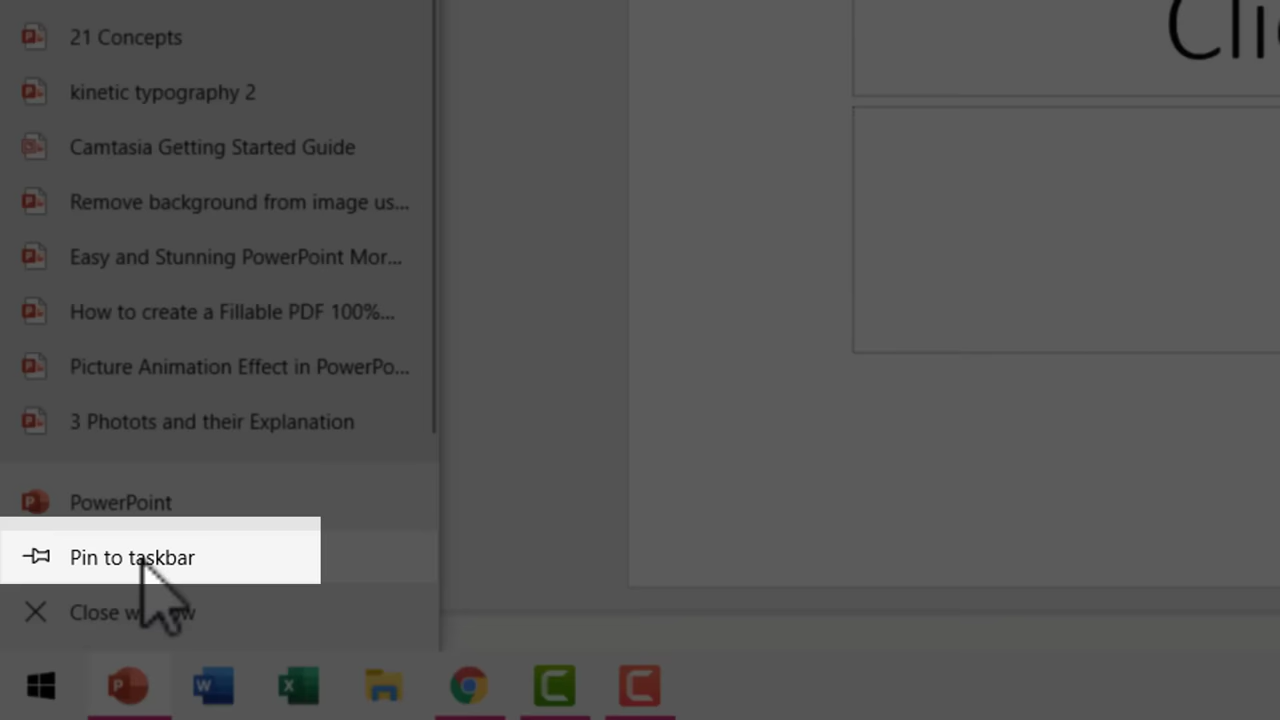 21 Concepts
kinetic typography 2
Camtasia Getting Started Guide
Remove background from image us...
Easy and Stunning PowerPoint Mor...
How to create a Fillable PDF 100%...
Picture Animation Effect in PowerPo...
3 Photots and their Explanation
PowerPoint
Pin to taskbar
Close window